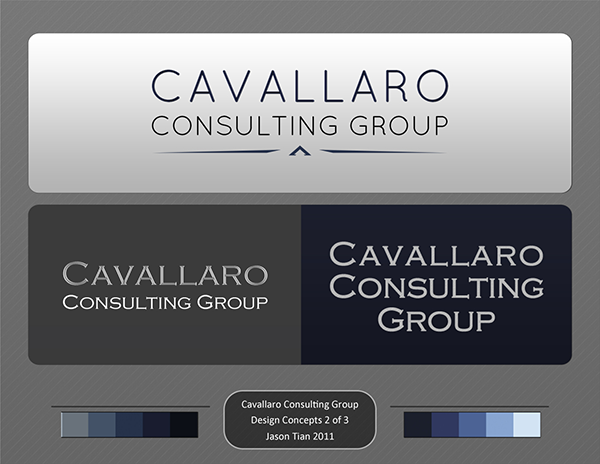 CAVALLARO
CONSULTING GROUP
CAVALLARO
CONSULTING GROUP
CAVALLARO
CONSULTING
GROUP
Cavallaro Consulting Group
Design Concepts 2 of 3
Jason Tian 2011